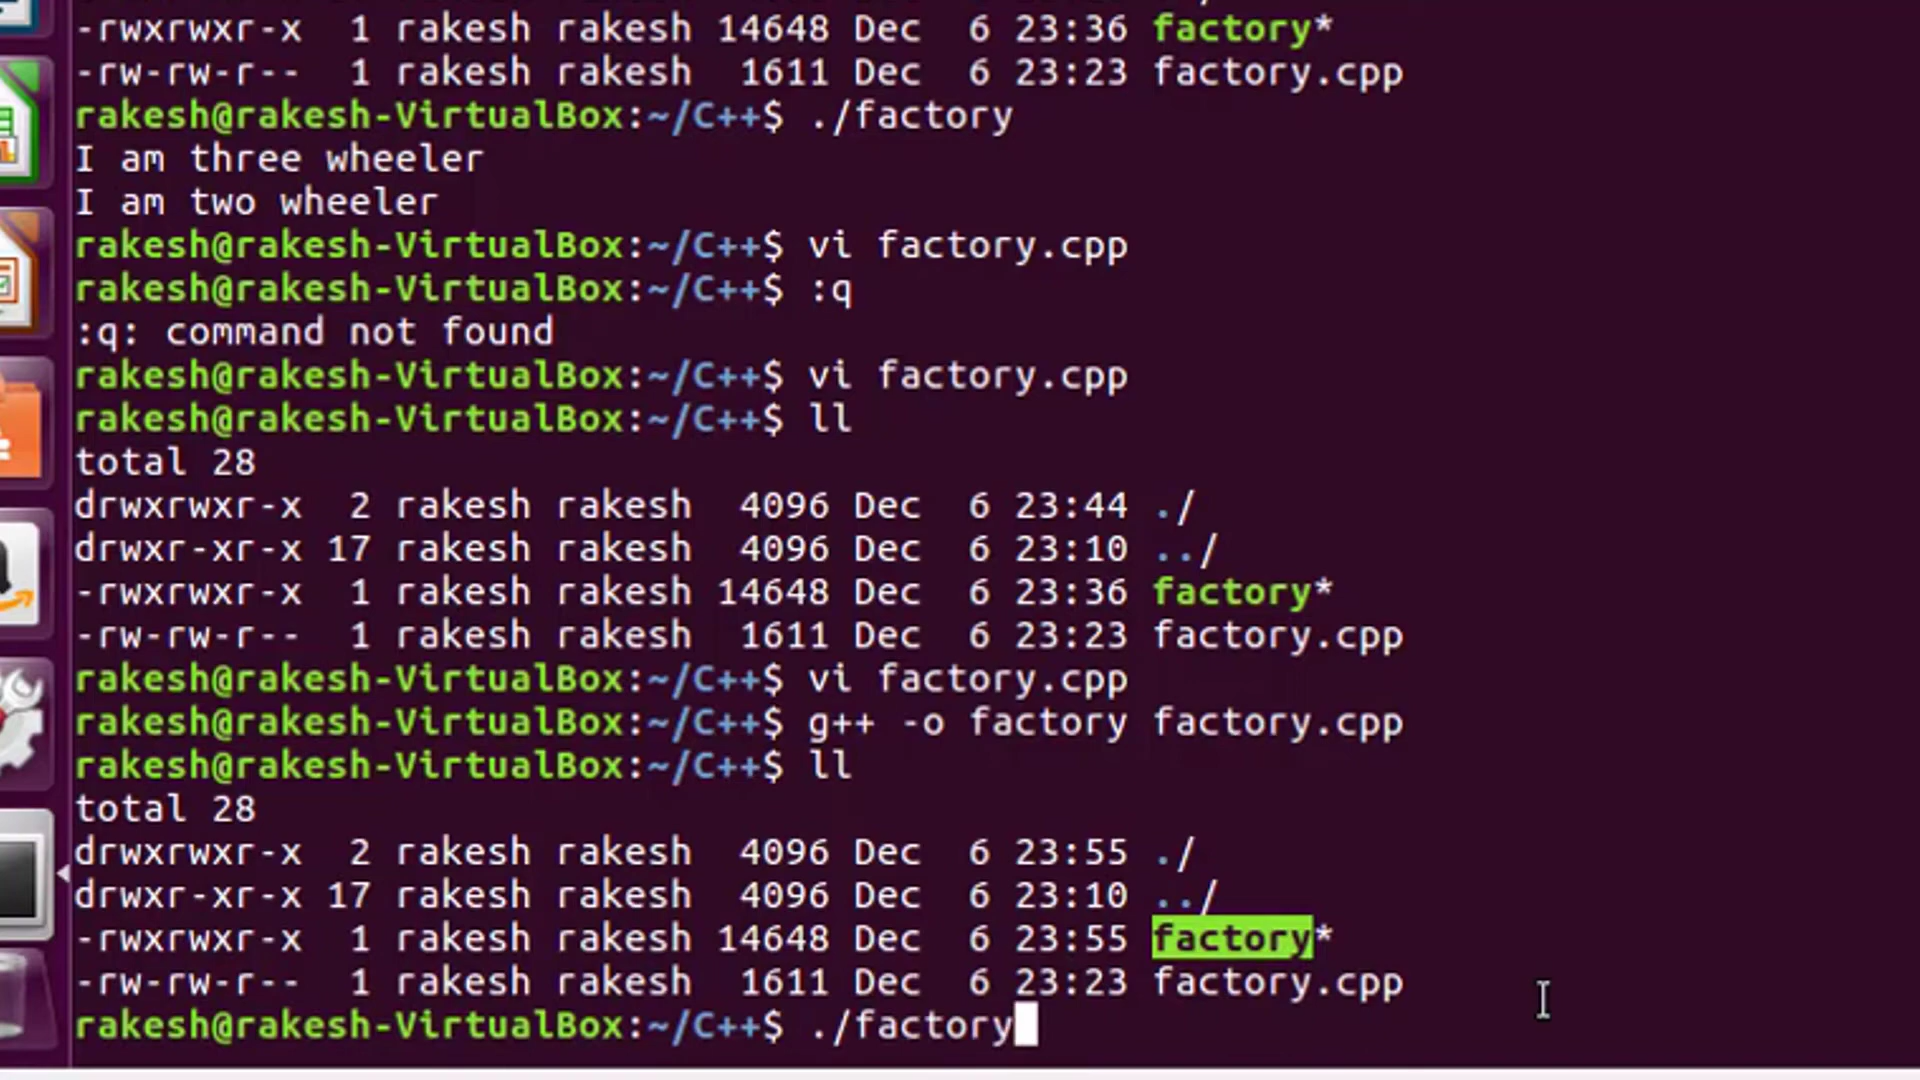 -rwxrwxr-x  1 rakesh rakesh 14648 Dec  6 23:36 factory*
-rw-rw-r--  1 rakesh rakesh  1611 Dec  6 23:23 factory.cpp
rakesh@rakesh-VirtualBox:~/C++$ ./factory
I am three wheeler
I am two wheeler
rakesh@rakesh-VirtualBox:~/C++$ vi factory.cpp
rakesh@rakesh-VirtualBox:~/C++$ :q
:q: command not found
rakesh@rakesh-VirtualBox:~/C++$ vi factory.cpp
rakesh@rakesh-VirtualBox:~/C++$ ll
total 28
drwxrwxr-x  2 rakesh rakesh  4096 Dec  6 23:44 ./
drwxr-xr-x 17 rakesh rakesh  4096 Dec  6 23:10 ../
-rwxrwxr-x  1 rakesh rakesh 14648 Dec  6 23:36 factory*
-rw-rw-r--  1 rakesh rakesh  1611 Dec  6 23:23 factory.cpp
rakesh@rakesh-VirtualBox:~/C++$ vi factory.cpp
rakesh@rakesh-VirtualBox:~/C++$ g++ -o factory factory.cpp
rakesh@rakesh-VirtualBox:~/C++$ ll
total 28
drwxrwxr-x  2 rakesh rakesh  4096 Dec  6 23:55 ./
drwxr-xr-x 17 rakesh rakesh  4096 Dec  6 23:10 ../
-rwxrwxr-x  1 rakesh rakesh 14648 Dec  6 23:55 factory*
-rw-rw-r--  1 rakesh rakesh  1611 Dec  6 23:23 factory.cpp
rakesh@rakesh-VirtualBox:~/C++$ ./factory